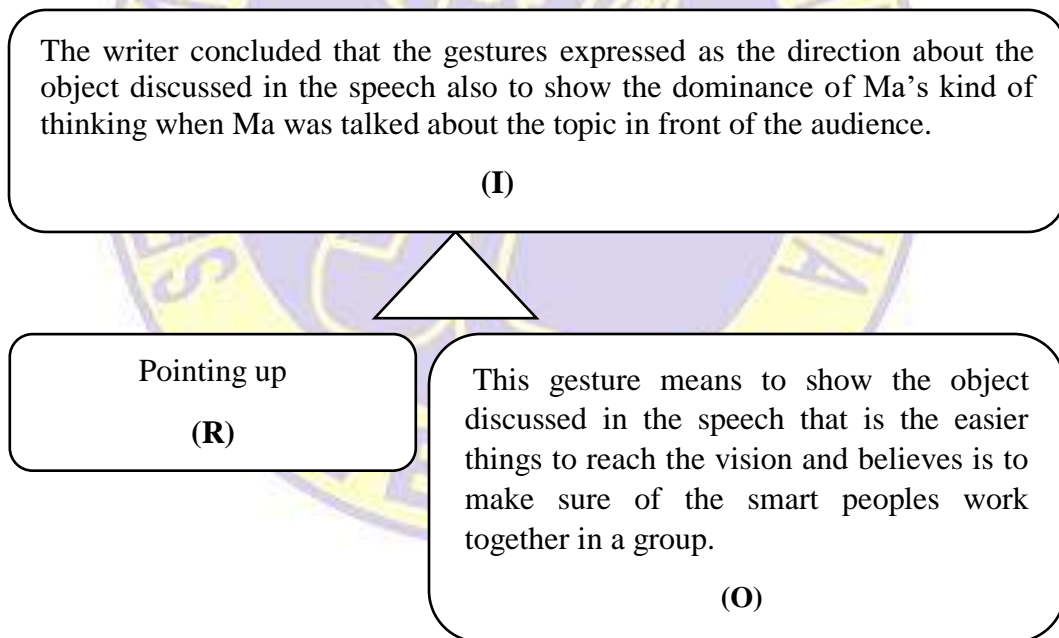 The writer concluded that the gestures expressed as the direction about the
object discussed in the speech also to show the dominance of Ma's kind of
thinking when Ma was talked about the topic in front of the audience.
(I)
Pointing up
(R)
This gesture means to show the object
discussed in the speech that is the easier
things to reach the vision and believes is to
make sure of the smart peoples work
together in a group.
(O)